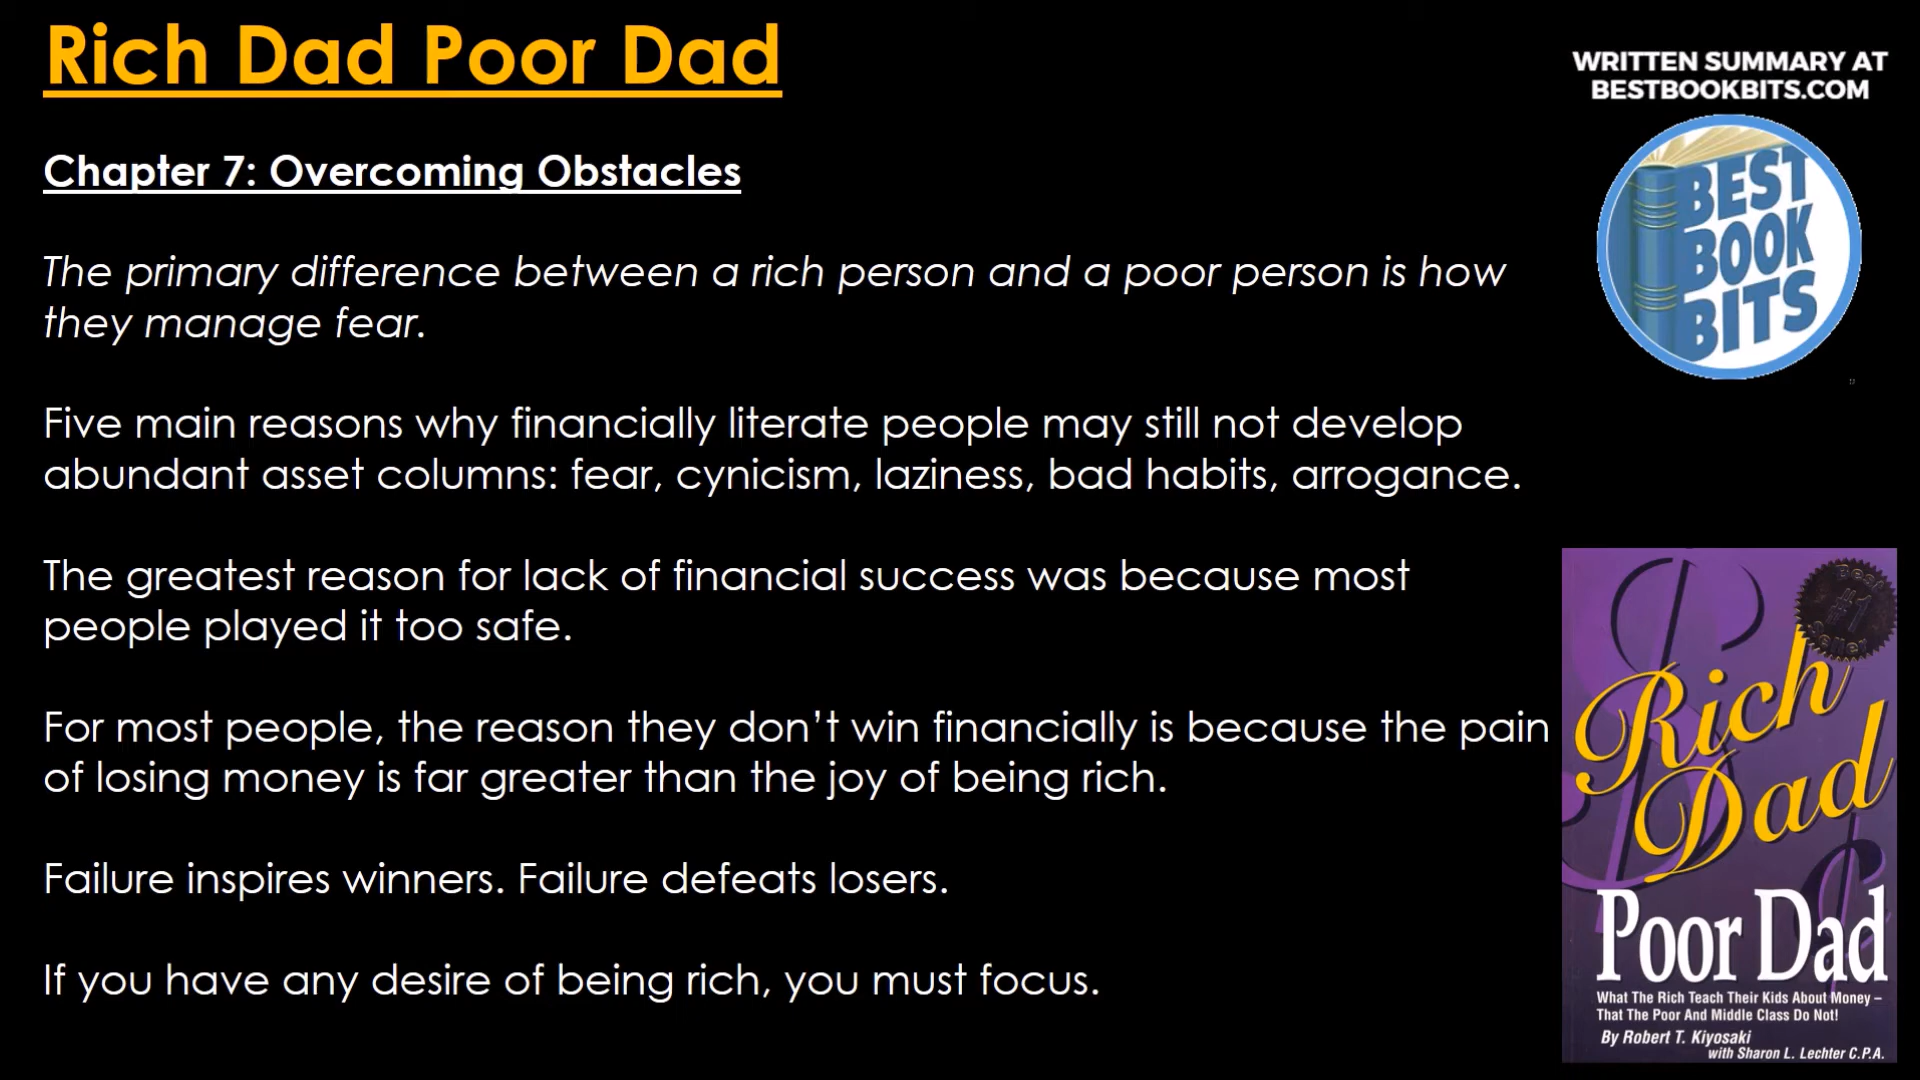 Rich Dad Poor Dad
WRITTEN SUMMARY AT
BESTBOOKBITS.COM
BEST
BOOK
BITS
Chapter 7: Overcoming Obstacles
The primary difference between a rich person and a poor person is how
they manage fear.
Five main reasons why financially literate people may still not develop
abundant asset columns: fear, cynicism, laziness, bad habits, arrogance.
The greatest reason for lack of financial success was because most
people played it too safe.
For most people, the reason they don’t win financially is because the pain
of losing money is far greater than the joy of being rich.
Failure inspires winners. Failure defeats losers.
If you have any desire of being rich, you must focus.
Best
#1
Seller
Rich
Dad
Poor Dad
What The Rich Teach Their Kids About Money –
That The Poor And Middle Class Do Not!
By Robert T. Kiyosaki
with Sharon L. Lechter C.P.A.